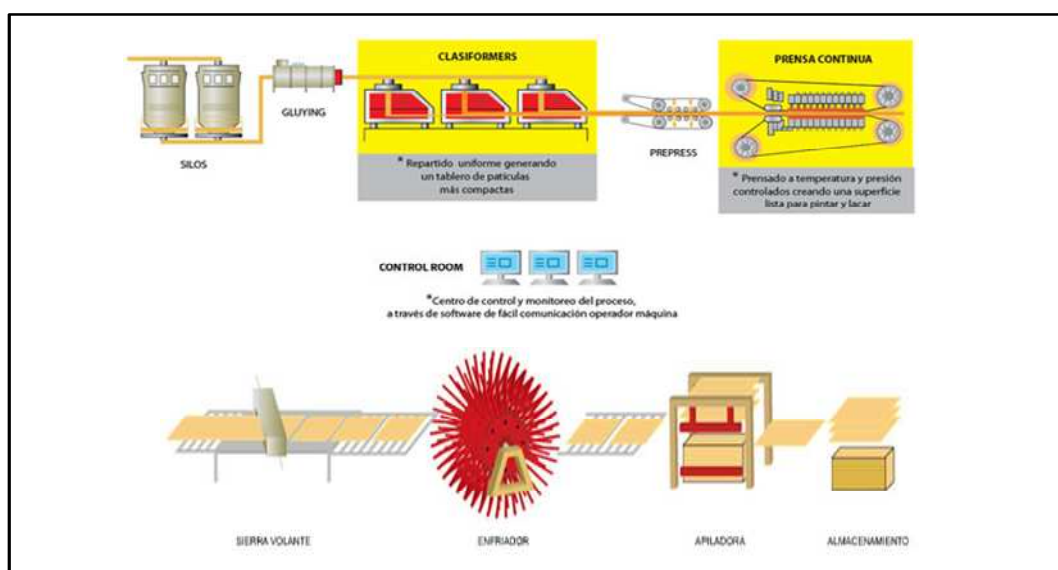 CLASIFORMERS
PRENSA CONTINUA
GLUYING
SILOS
PREPRESS
* Repartido uniforme generando
un tablero de patículas
más compactas
* Prensado a temperatura y presión
controlados creando una superficie
lista para pintar y lacar
CONTROL ROOM
*Centro de control y monitoreo del proceso,
a través de software de fácil comunicación operador máquina
SIERRA VOLANTE
ENFRIADOR
APILADORA
ALMACENAMIENTO